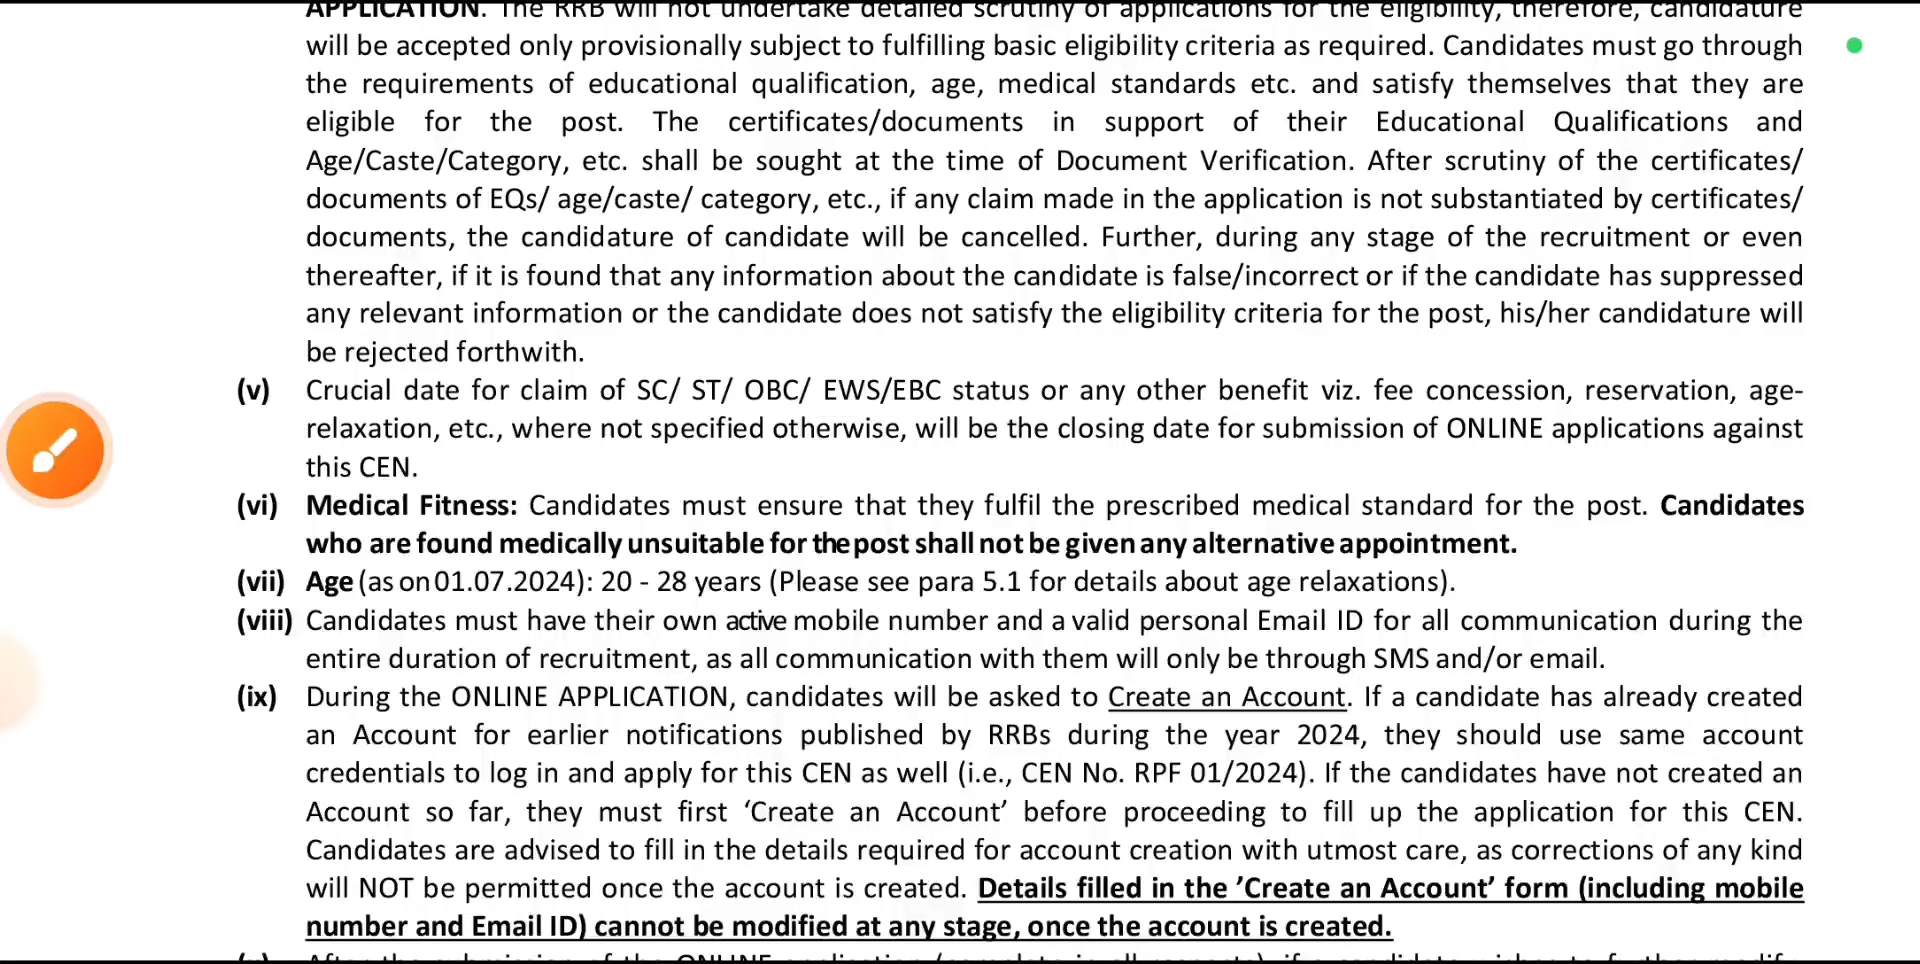 APPLICATION. The RRB will not undertake detailed scrutiny of applications for the eligibility, therefore, candidature
will be accepted only provisionally subject to fulfilling basic eligibility criteria as required. Candidates must go through
the requirements of educational qualification, age, medical standards etc. and satisfy themselves that they are
eligible for the post. The certificates/documents in support of their Educational Qualifications and
Age/Caste/Category, etc. shall be sought at the time of Document Verification. After scrutiny of the certificates/
documents of EQs/ age/caste/ category, etc., if any claim made in the application is not substantiated by certificates/
documents, the candidature of candidate will be cancelled. Further, during any stage of the recruitment or even
thereafter, if it is found that any information about the candidate is false/incorrect or if the candidate has suppressed
any relevant information or the candidate does not satisfy the eligibility criteria for the post, his/her candidature will
be rejected forthwith.
(v) Crucial date for claim of SC/ ST/ OBC/ EWS/EBC status or any other benefit viz. fee concession, reservation, age-
relaxation, etc., where not specified otherwise, will be the closing date for submission of ONLINE applications against
this CEN.
(vi) Medical Fitness: Candidates must ensure that they fulfil the prescribed medical standard for the post. Candidates
who are found medically unsuitable for the post shall not be given any alternative appointment.
(vii) Age (as on 01.07.2024): 20 - 28 years (Please see para 5.1 for details about age relaxations).
(viii) Candidates must have their own active mobile number and a valid personal Email ID for all communication during the
entire duration of recruitment, as all communication with them will only be through SMS and/or email.
(ix) During the ONLINE APPLICATION, candidates will be asked to Create an Account. If a candidate has already created
an Account for earlier notifications published by RRBs during the year 2024, they should use same account
credentials to log in and apply for this CEN as well (i.e., CEN No. RPF 01/2024). If the candidates have not created an
Account so far, they must first ‘Create an Account’ before proceeding to fill up the application for this CEN.
Candidates are advised to fill in the details required for account creation with utmost care, as corrections of any kind
will NOT be permitted once the account is created. Details filled in the ’Create an Account’ form (including mobile
number and Email ID) cannot be modified at any stage, once the account is created.